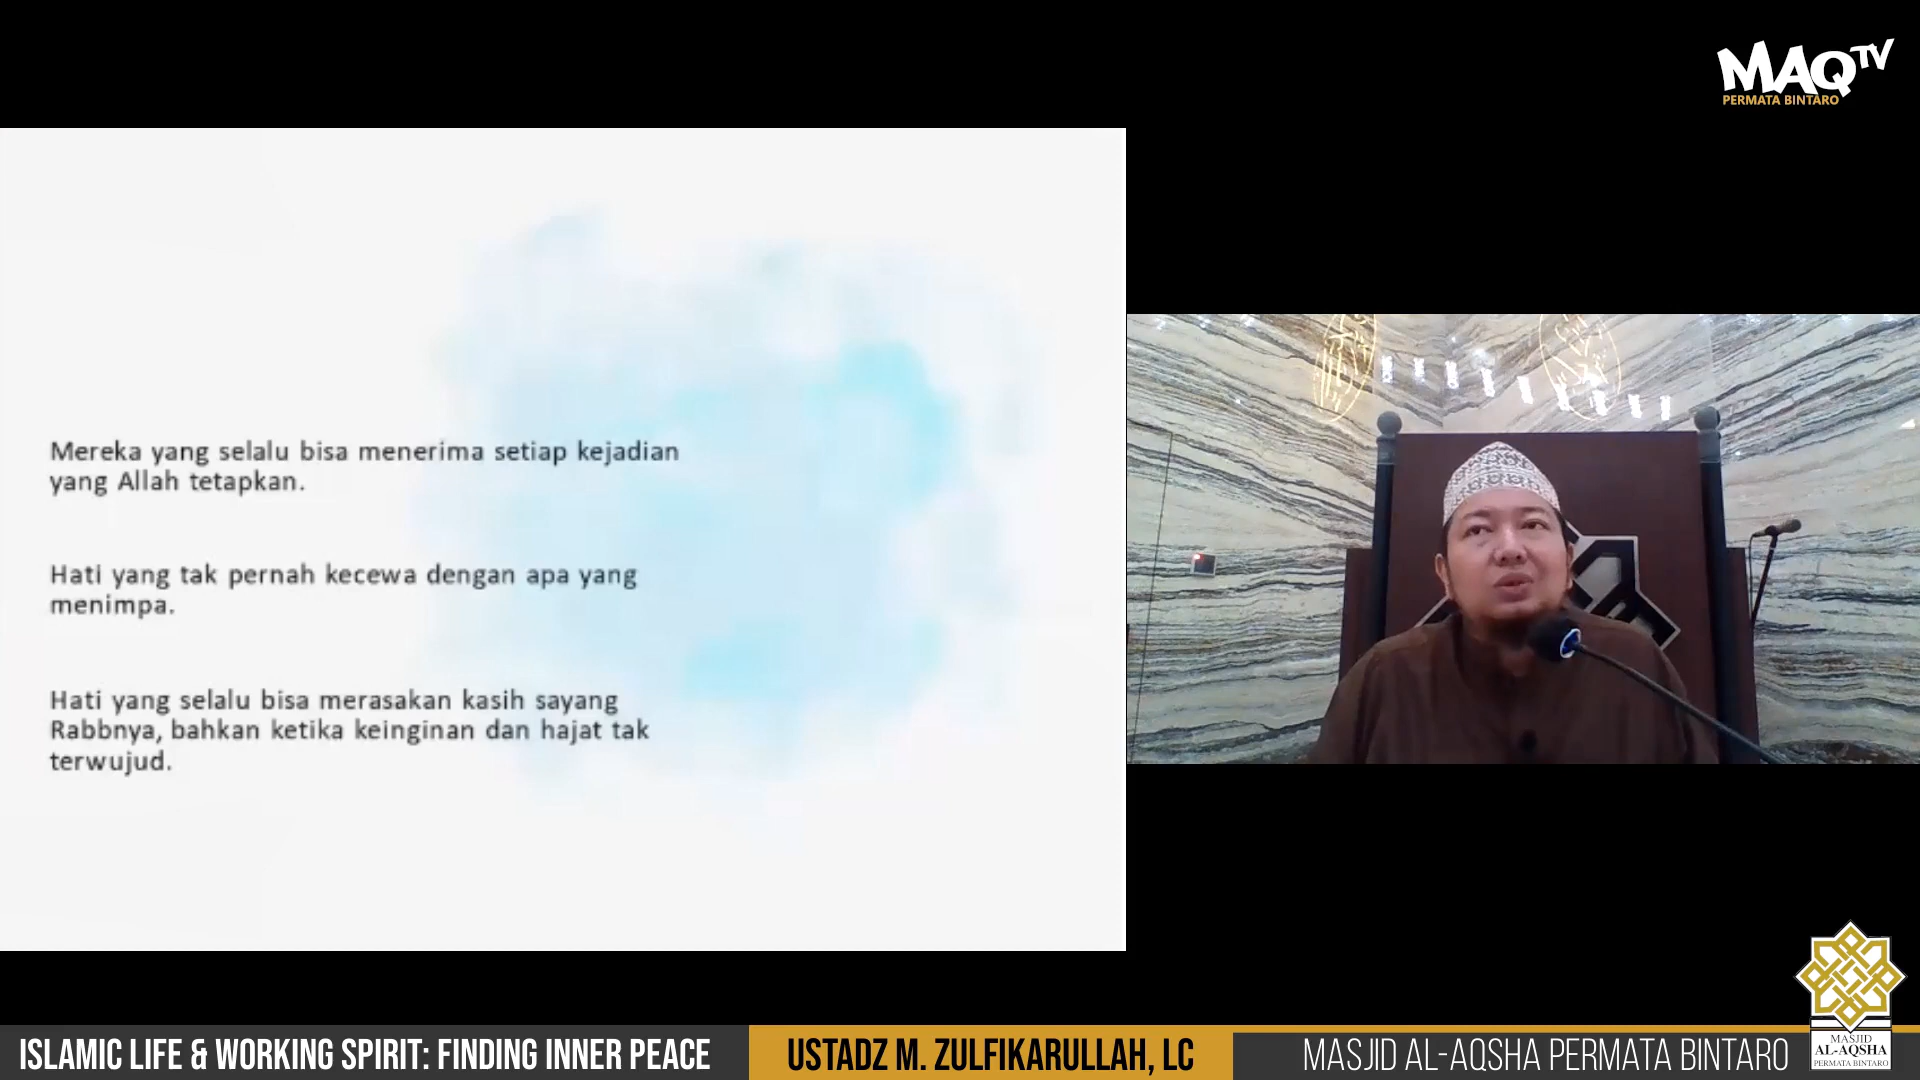 MAQTV
PERMATA BINTARO
Mereka yang selalu bisa menerima setiap kejadian
yang Allah tetapkan.
Hati yang tak pernah kecewa dengan apa yang
menimpa.
Hati yang selalu bisa merasakan kasih sayang
Rabbnya, bahkan ketika keinginan dan hajat tak
terwujud.
ISLAMIC LIFE & WORKING SPIRIT: FINDING INNER PEACE
USTADZ M. ZULFIKARULLAH, LC
MASJID AL-AQSHA PERMATA BINTARO
MASJID
AL-AQSHA
PERMATA BINTARO